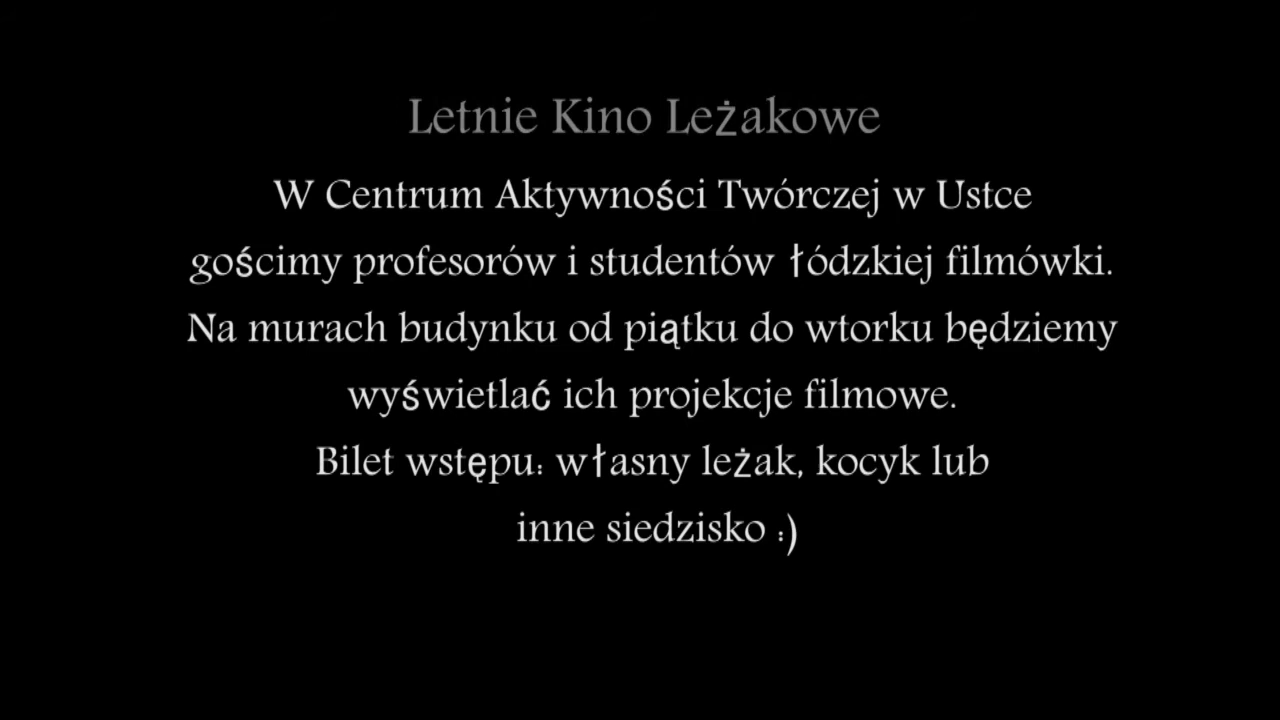 Letnie Kino Leżakowe
W Centrum Aktywności Twórczej w Ustce
gościmy profesorów i studentów łódzkiej filmówki.
Na murach budynku od piątku do wtorku będziemy
wyświetlać ich projekcje filmowe.
Bilet wstępu: własny leżak, kocyk lub
inne siedzisko :)